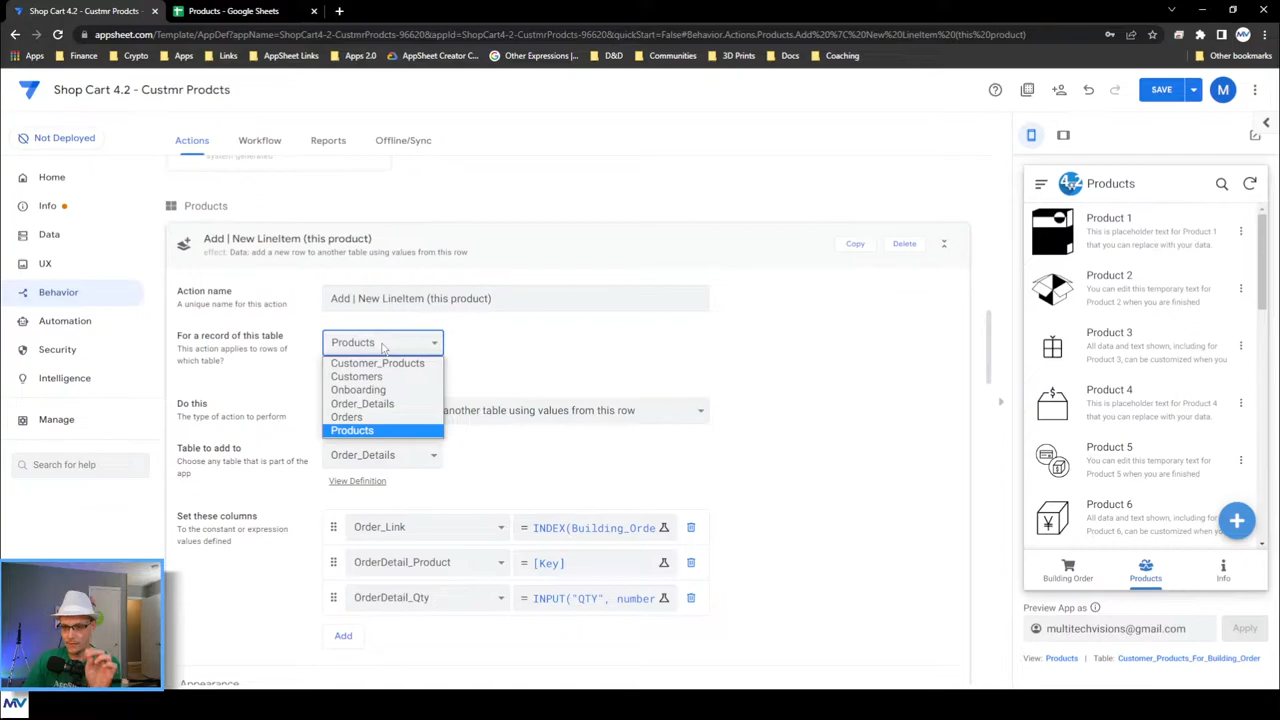 Shop Cart 4.2 - Custmr Prodcts -
Products - Google Sheets
appsheet.com/Template/AppDef?appName=ShopCart4-2-CustmrProdcts-96620&appId=ShopCart4-2-CustmrProdcts-96620&quickStart=False#Behavior.Actions.Products.Add%20%7C%20New%20LineItem%20(this%20product)
Apps
Crypto
Apps
Links
AppSheet Links
Apps 2.0
AppSheet CC Creator...
Other Expressions |...
D&D
Communities
3D Prints
Docs
Coaching
Other bookmarks
Shop Cart 4.2 - Custmr Prodcts
SAVE
M
Not Deployed
Home
Info
Data
UX
Behavior
Automation
Security
Intelligence
Manage
Search for help
Actions
Workflow
Reports
Offline/Sync
system generated
Products
Add | New LineItem (this product)
effect: Data: add a new row to another table using values from this row
Copy
Delete
Action name
A unique name for this action
Add | New LineItem (this product)
For a record of this table
This action applies to rows of
which table?
Products
Customer_Products
Customers
Onboarding
Order_Details
Orders
Products
Do this
The type of action to perform
another table using values from this row
Table to add to
Choose any table that is part of the
app
Order_Details
View Definition
Set these columns
To the constant or expression
values defined
Order_Link
= INDEX(Building_Orde
OrderDetail_Product
= [Key]
OrderDetail_Qty
= INPUT("QTY", number
Add
Appearance
4.2
Products
Product 1
This is placeholder text for Product 1
that you can replace with your data.
Product 2
You can edit this temporary text for
Product 2 when you are finished
Product 3
All data and text shown, including for
Product 3, can be customized when you
Product 4
This is placeholder text for Product 4
that you can replace with your data.
Product 5
You can edit this temporary text for
Product 5 when you are finished
Product 6
All data and text shown, including for
Product 6, can be customized when you
Building Order
Products
Info
Preview App as
multitechvisions@gmail.com
Apply
View: Products | Table: Customer_Products_For_Building_Order
MV